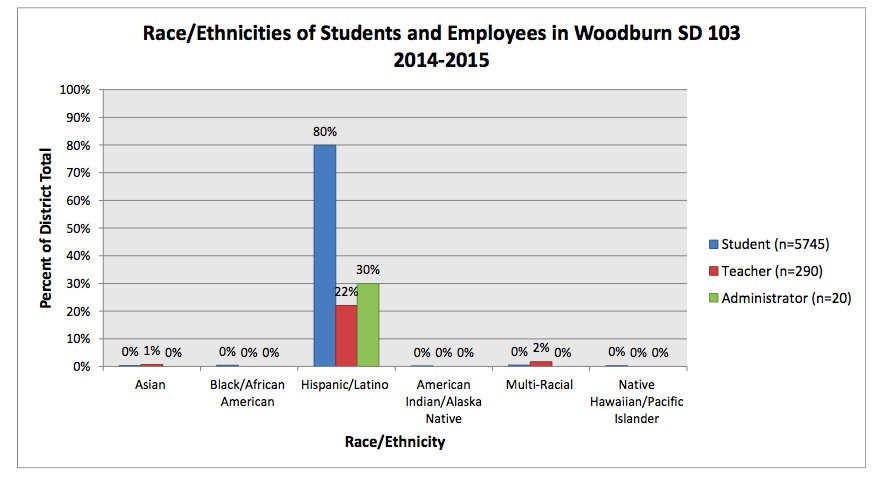 Race/Ethnicities of Students and Employees in Woodburn SD 103
2014-2015
Percent of District Total
100%
90%
80%
70%
60%
50%
40%
30%
20%
10%
0%
0% 1% 0%
0% 0% 0%
80%
22%
30%
0% 0% 0%
0% 2% 0%
0% 0% 0%
Asian
Black/African
American
Hispanic/Latino
American
Indian/Alaska
Native
Multi-Racial
Native
Hawaiian/Pacific
Islander
Race/Ethnicity
Student (n=5745)
Teacher (n=290)
Administrator (n=20)